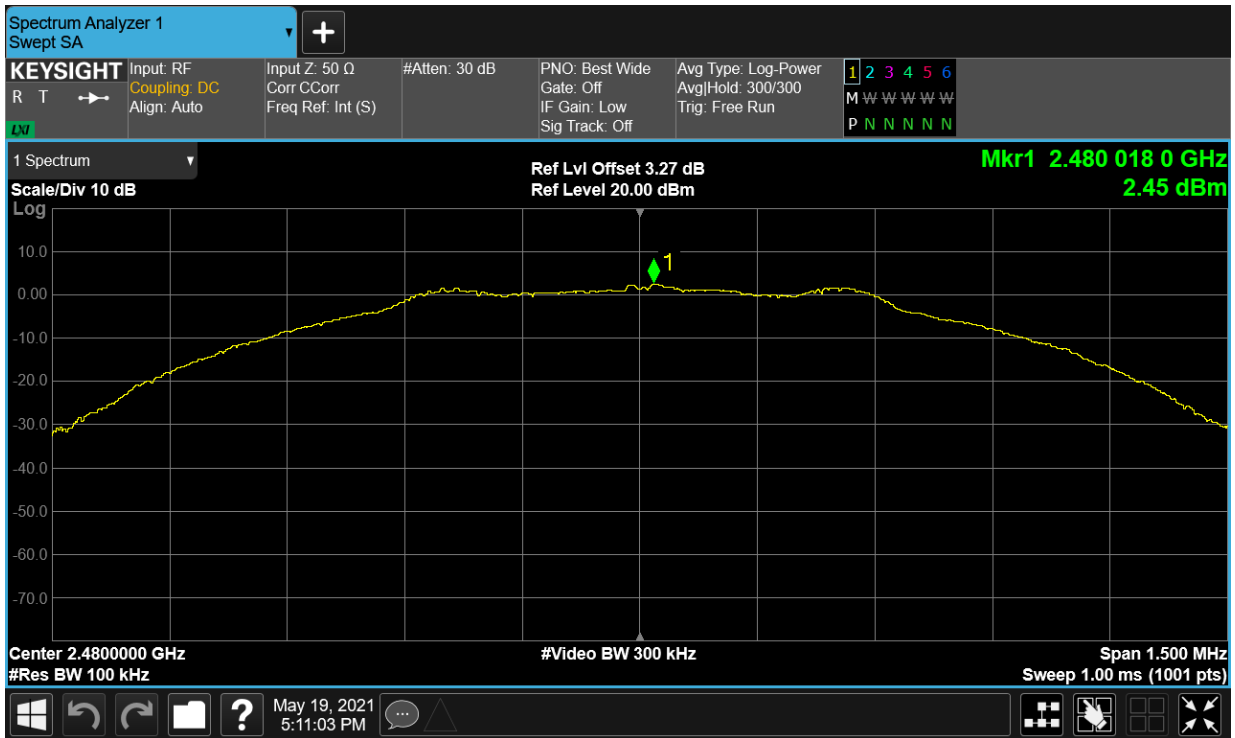 Spectrum Analyzer 1
Swept SA
+
KEYSIGHT
R T
LXI
Input: RF
Coupling: DC
Align: Auto
Input Z: 50 Ω
Corr CCorr
Freq Ref: Int (S)
#Atten: 30 dB
PNO: Best Wide
Gate: Off
IF Gain: Low
Sig Track: Off
Avg Type: Log-Power
Avg|Hold: 300/300
Trig: Free Run
1 2 3 4 5 6
M W W W W W
P N N N N N
1 Spectrum
Scale/Div 10 dB
Ref Lvl Offset 3.27 dB
Ref Level 20.00 dBm
Mkr1 2.480 018 0 GHz
2.45 dBm
Log
10.0
0.00
-10.0
-20.0
-30.0
-40.0
-50.0
-60.0
-70.0
1
Center 2.4800000 GHz
#Res BW 100 kHz
#Video BW 300 kHz
Span 1.500 MHz
Sweep 1.00 ms (1001 pts)
?
May 19, 2021
5:11:03 PM